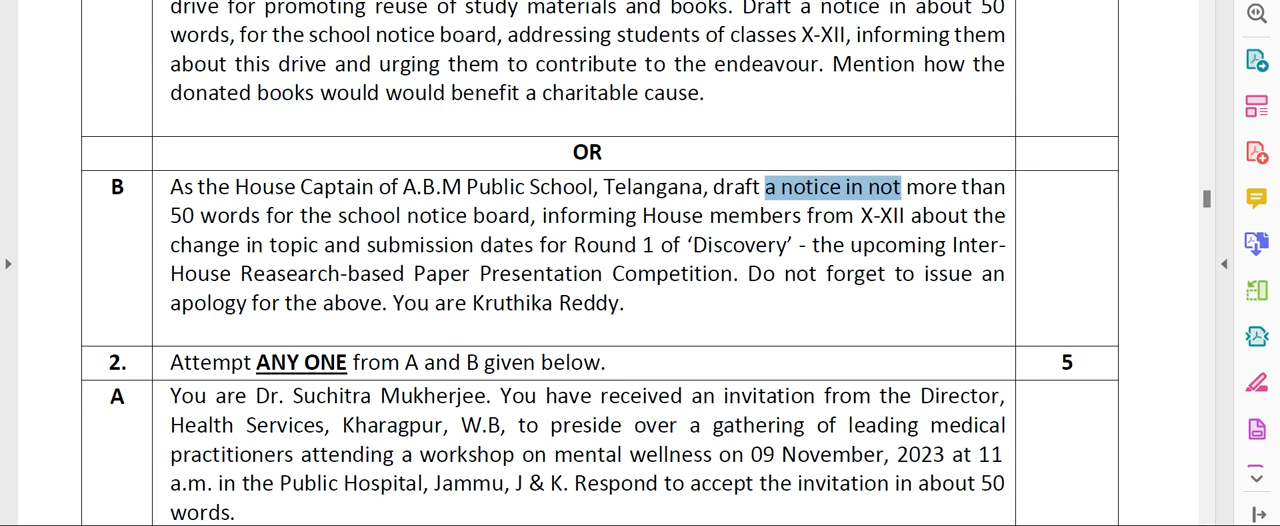 drive for promoting reuse of study materials and books. Draft a notice in about 50
words, for the school notice board, addressing students of classes X-XII, informing them
about this drive and urging them to contribute to the endeavour. Mention how the
donated books would would benefit a charitable cause.
OR
B As the House Captain of A.B.M Public School, Telangana, draft a notice in not more than
50 words for the school notice board, informing House members from X-XII about the
change in topic and submission dates for Round 1 of ‘Discovery’ - the upcoming Inter-
House Reasearch-based Paper Presentation Competition. Do not forget to issue an
apology for the above. You are Kruthika Reddy.
2. Attempt ANY ONE from A and B given below. 5
A You are Dr. Suchitra Mukherjee. You have received an invitation from the Director,
Health Services, Kharagpur, W.B, to preside over a gathering of leading medical
practitioners attending a workshop on mental wellness on 09 November, 2023 at 11
a.m. in the Public Hospital, Jammu, J & K. Respond to accept the invitation in about 50
words.